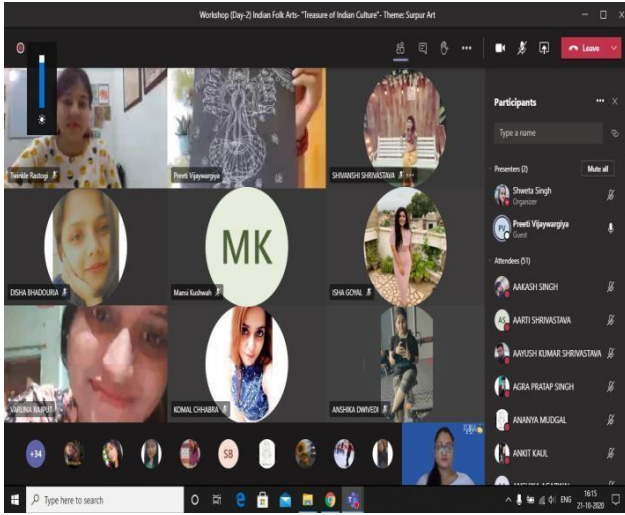 Workshop (Day-2) Indian Folk Arts- "Treasure of Indian Culture"- Theme: Surpur Art
Leave
Participants
Type a name
Presenters (2) Mute all
Shweta Singh
Organizer
PV Preeti Vijaywargiya
Guest
Attendees (51)
AAKASH SINGH
AS AARTI SHRIVASTAVA
AAYUSH KUMAR SHRIVASTAVA
AGRA PRATAP SINGH
ANANYA MUDGAL
ANKIT KAUL
Twinkle Rastogi
Preeti Vijaywargiya
SHIVANSHI SHRIVASTAVA
DISHA BHADOURIA
MK
Mansi Kushwah
ISHA GOYAL
VARUNA RAJPUT
KOMAL CHHABRA
ANSHIKA DWIVEDI
+34
SB
Type here to search
ENG
1615
21-10-2020